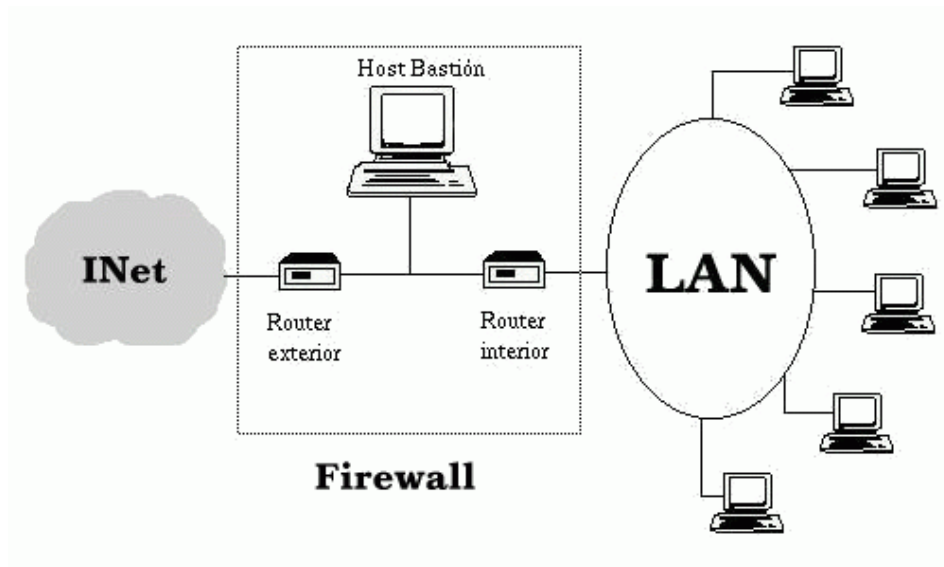 Host Bastión
INet
LAN
Router
exterior
Router
interior
Firewall